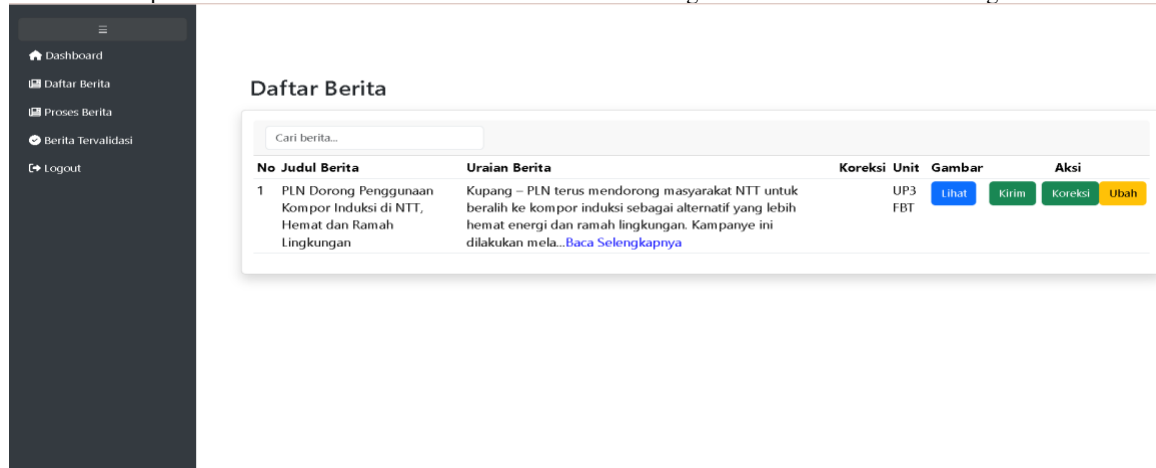 Dashboard
Daftar Berita
Proses Berita
Berita Tervalidasi
Logout
Daftar Berita
Cari berita...
No Judul Berita Uraian Berita Koreksi Unit Gambar Aksi
1 PLN Dorong Penggunaan Kupang – PLN terus mendorong masyarakat NTT untuk UP3 Lihat Kirim Koreksi Ubah
Kompor Induksi di NTT, beralih ke kompor induksi sebagai alternatif yang lebih FBT
Hemat dan Ramah hemat energi dan ramah lingkungan. Kampanye ini
Lingkungan dilakukan mela...Baca Selengkapnya